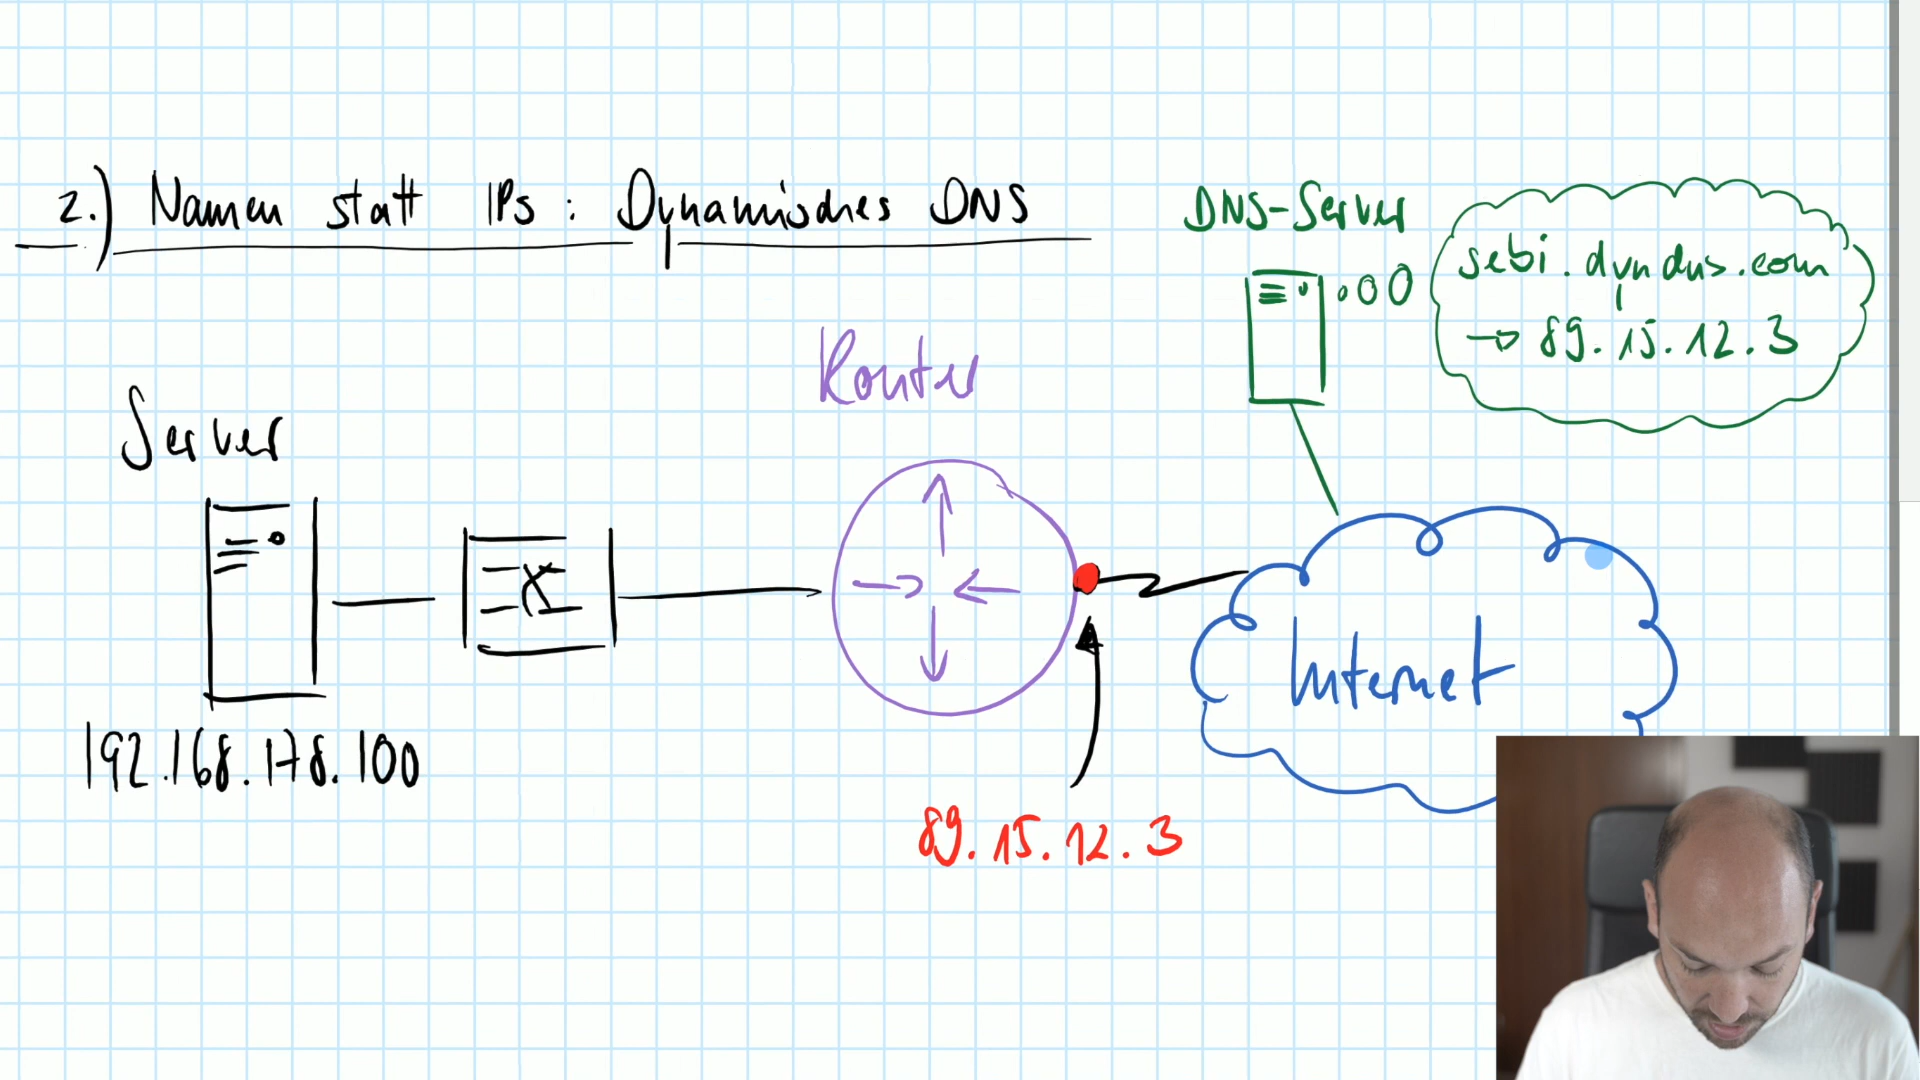 2.) Namen statt IPs: Dynamisches DNS
DNS-Server
sebi.dyndns.com
→ 89.15.12.3
Router
Server
Internet
192.168.178.100
89.15.12.3